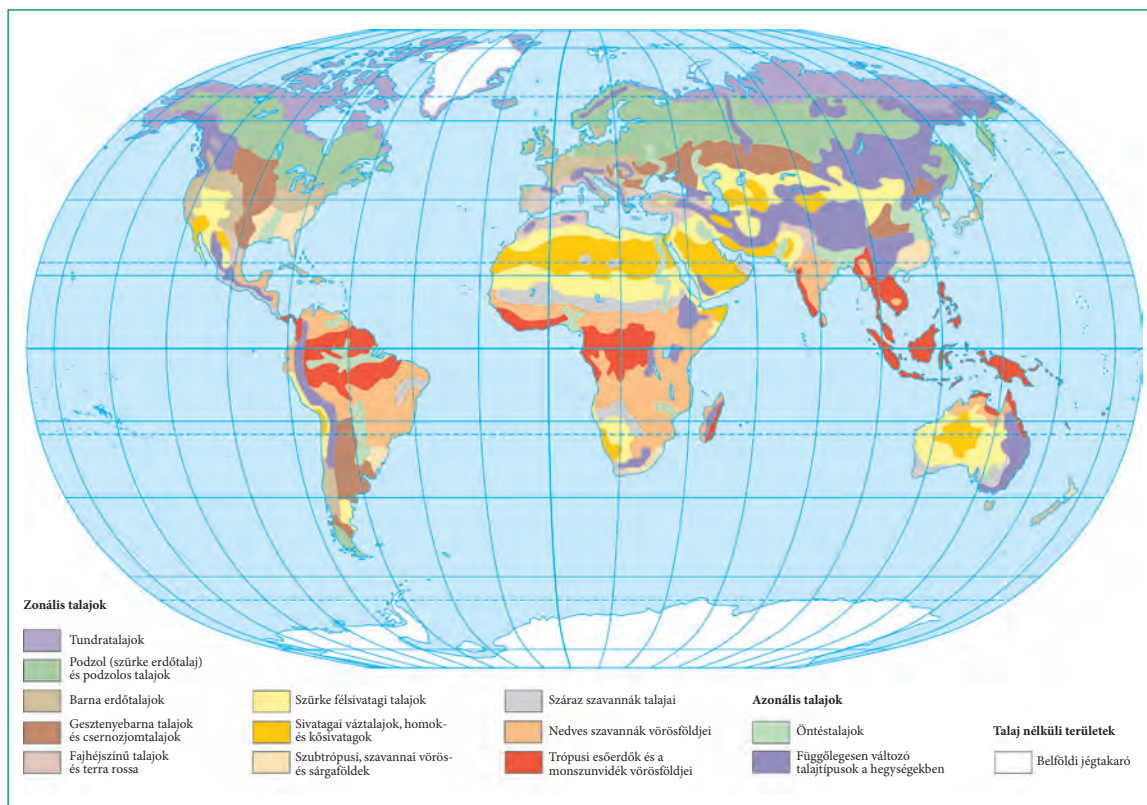 Zonális talajok
Tundratalajok
Podzol (szürke erdőtalaj)
és podzolos talajok
Barna erdőtalajok
Gesztenyebarna talajok
és csernozjomtalajok
Fajhéjszínű talajok
és terra rossa
Szürke félsivatagi talajok
Sivatagai váztalajok, homok-
és kősivatagok
Szubtrópusi, szavannai vörös-
és sárgaföldek
Száraz szavannák talajai
Nedves szavannák vörösföldjei
Trópusi esőerdők és a
monszunvidék vörösföldjei
Azonális talajok
Öntéstalajok
Függőlegesen változó
talajtípusok a hegységekben
Talaj nélküli területek
Belföldi jégtakaró